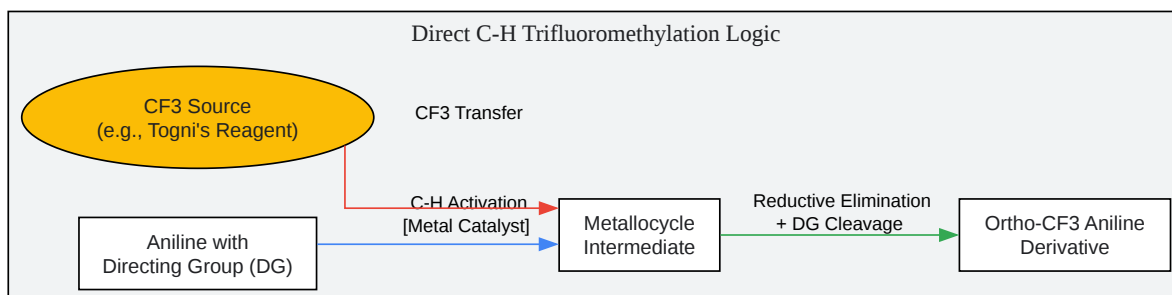 Direct C-H Trifluoromethylation Logic
CF3 Source
(e.g., Togni's Reagent)
CF3 Transfer
C-H Activation
[Metal Catalyst]
Aniline with
Directing Group (DG)
Metallocycle
Intermediate
Reductive Elimination
+ DG Cleavage
Ortho-CF3 Aniline
Derivative